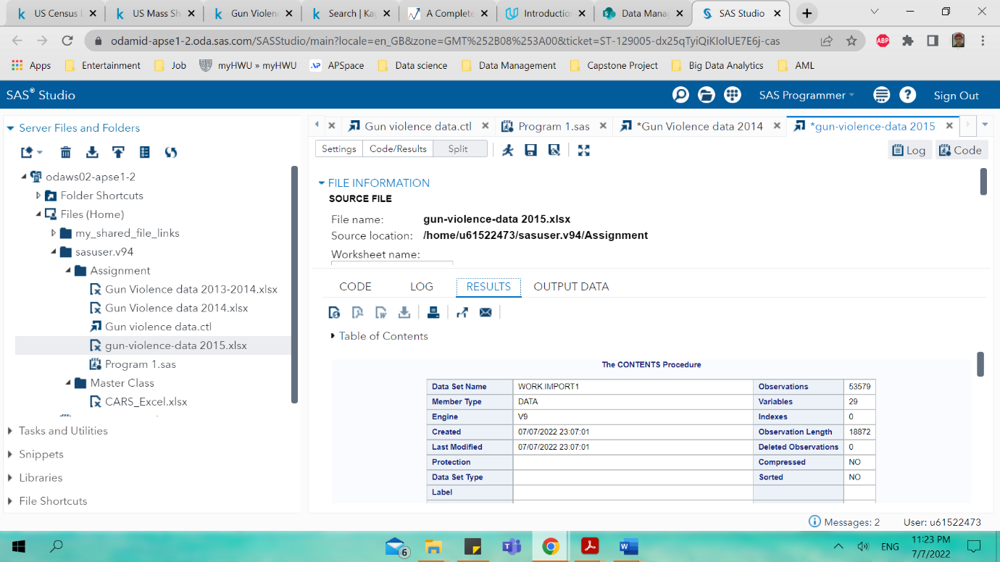 US Census
US Mass Sh
Gun Violen
Search | Ka
A Complete
Introduction
Data Mana
SAS Studio
odamid-apse1-2.oda.sas.com/SASStudio/main?locale=en_GB&zone=GMT%252B08%253A00&ticket=ST-129005-dx25qTyiQiKIolUE7E6j-cas
ABP
Apps Entertainment Job myHWU » myHWU APSpace Data science Data Management Capstone Project Big Data Analytics AML
SAS® Studio
SAS Programmer
Sign Out
Server Files and Folders
odaws02-apse1-2
Folder Shortcuts
Files (Home)
my_shared_file_links
sasuser.v94
Assignment
Gun Violence data 2013-2014.xlsx
Gun Violence data 2014.xlsx
Gun violence data.ctl
gun-violence-data 2015.xlsx
Program 1.sas
Master Class
CARS_Excel.xlsx
Tasks and Utilities
Snippets
Libraries
File Shortcuts
Gun violence data.ctl
Program 1.sas
*Gun Violence data 2014
*gun-violence-data 2015
Settings Code/Results Split
Log Code
FILE INFORMATION
SOURCE FILE
File name: gun-violence-data 2015.xlsx
Source location: /home/u61522473/sasuser.v94/Assignment
Worksheet name:
CODE LOG RESULTS OUTPUT DATA
Table of Contents
The CONTENTS Procedure
Data Set Name WORK.IMPORT1 Observations 53579
Member Type DATA Variables 29
Engine V9 Indexes 0
Created 07/07/2022 23:07:01 Observation Length 18872
Last Modified 07/07/2022 23:07:01 Deleted Observations 0
Protection Compressed NO
Data Set Type Sorted NO
Label
Messages: 2 User: u61522473
6
ENG
11:23 PM
7/7/2022